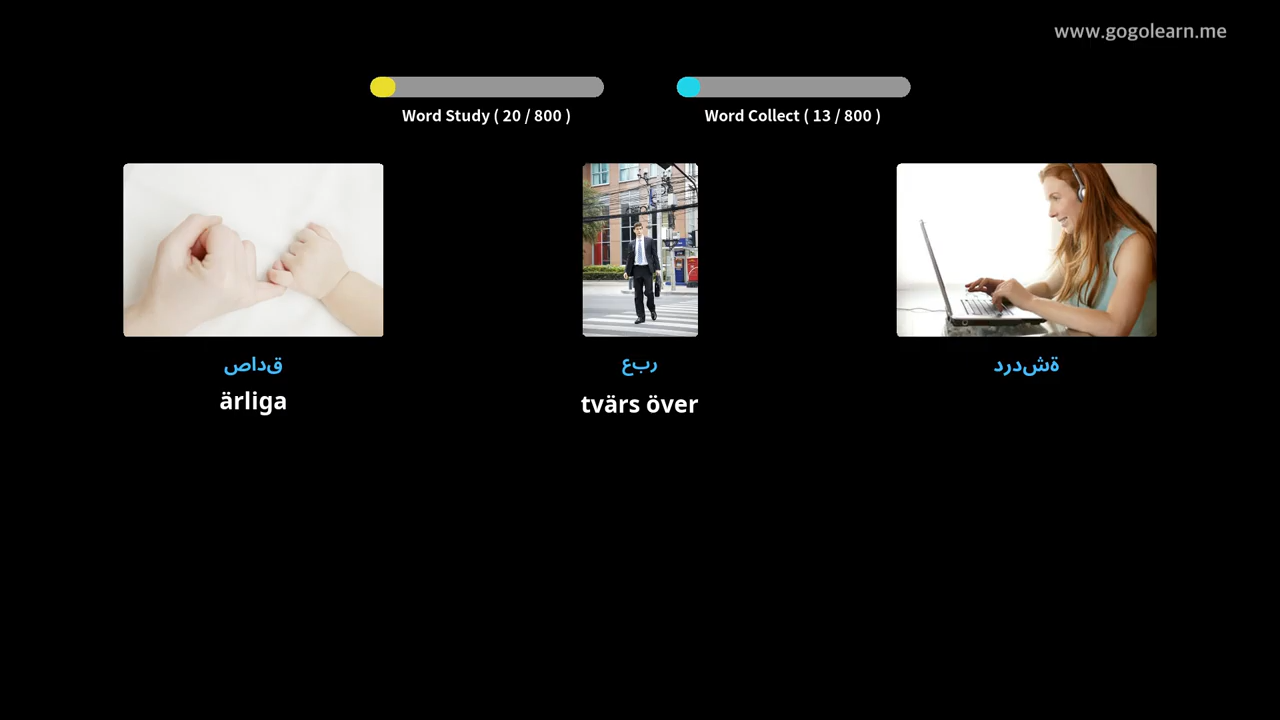 www.gogolearn.me
Word Study ( 20 / 800 )
Word Collect ( 13 / 800 )
قداص
ربع
ةشدرد
ärliga
tvärs över